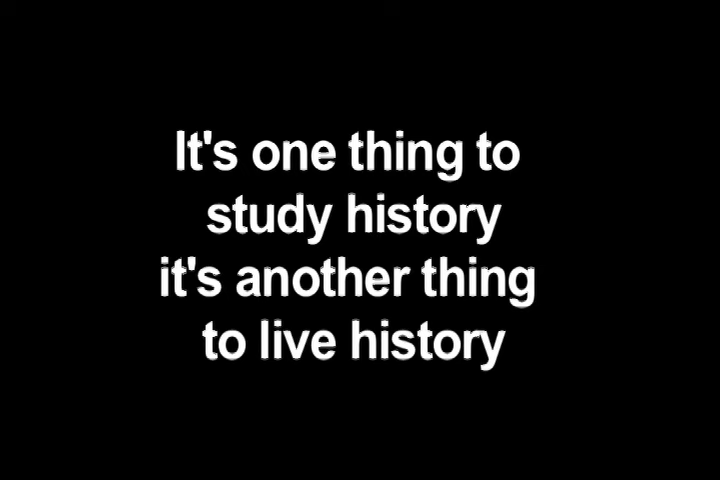 It's one thing to
study history
it's another thing
to live history